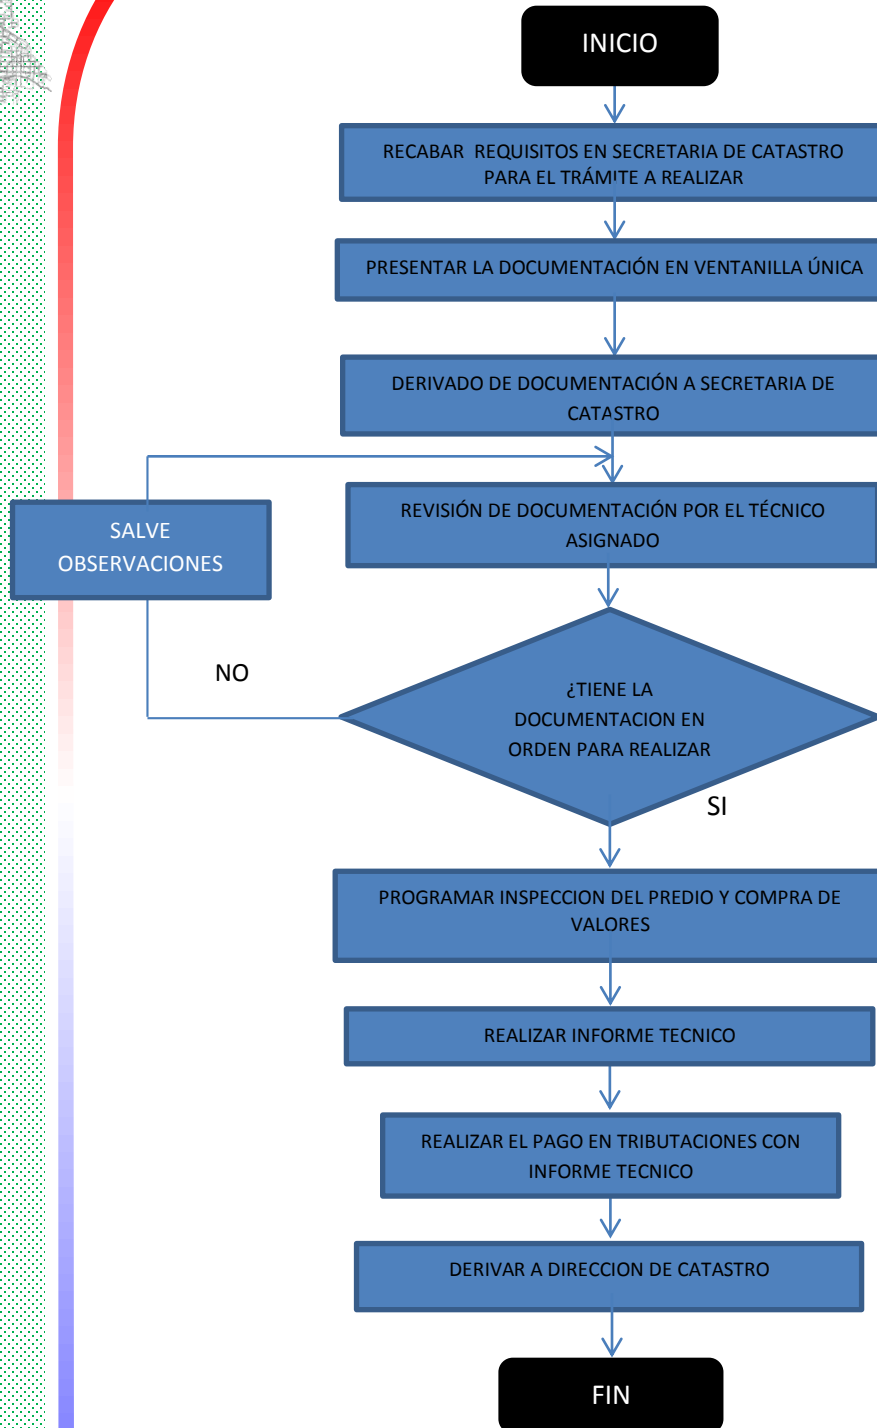 INICIO
RECABAR REQUISITOS EN SECRETARIA DE CATASTRO
PARA EL TRÁMITE A REALIZAR
PRESENTAR LA DOCUMENTACIÓN EN VENTANILLA ÚNICA
DERIVADO DE DOCUMENTACIÓN A SECRETARIA DE
CATASTRO
SALVE
OBSERVACIONES
REVISIÓN DE DOCUMENTACIÓN POR EL TÉCNICO
ASIGNADO
NO
¿TIENE LA
DOCUMENTACION EN
ORDEN PARA REALIZAR
SI
PROGRAMAR INSPECCION DEL PREDIO Y COMPRA DE
VALORES
REALIZAR INFORME TECNICO
REALIZAR EL PAGO EN TRIBUTACIONES CON
INFORME TECNICO
DERIVAR A DIRECCION DE CATASTRO
FIN